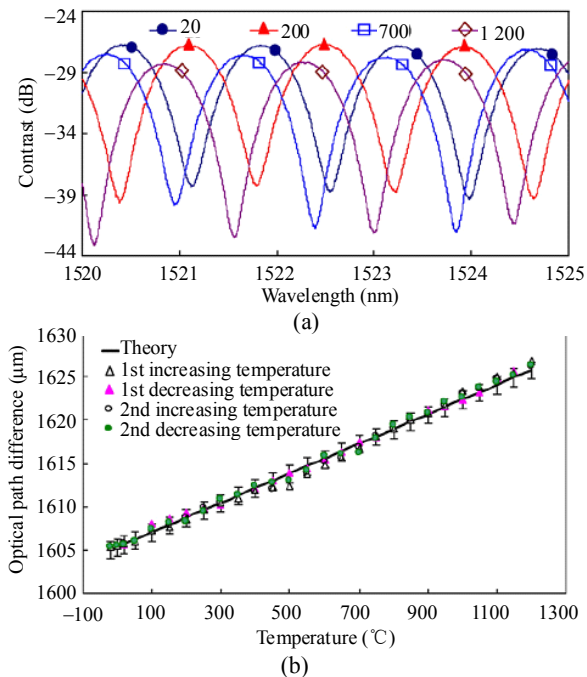 20 200 700 1 200
−24
−29
−34
−39
−44
Contrast (dB)
1520 1521 1522 1523 1524 1525
Wavelength (nm)
(a)
1630
1625
1620
1615
1610
1605
1600
Optical path difference (μm)
Theory
1st increasing temperature
1st decreasing temperature
2nd increasing temperature
2nd decreasing temperature
−100 100 300 500 700 900 1100 1300
Temperature (℃)
(b)